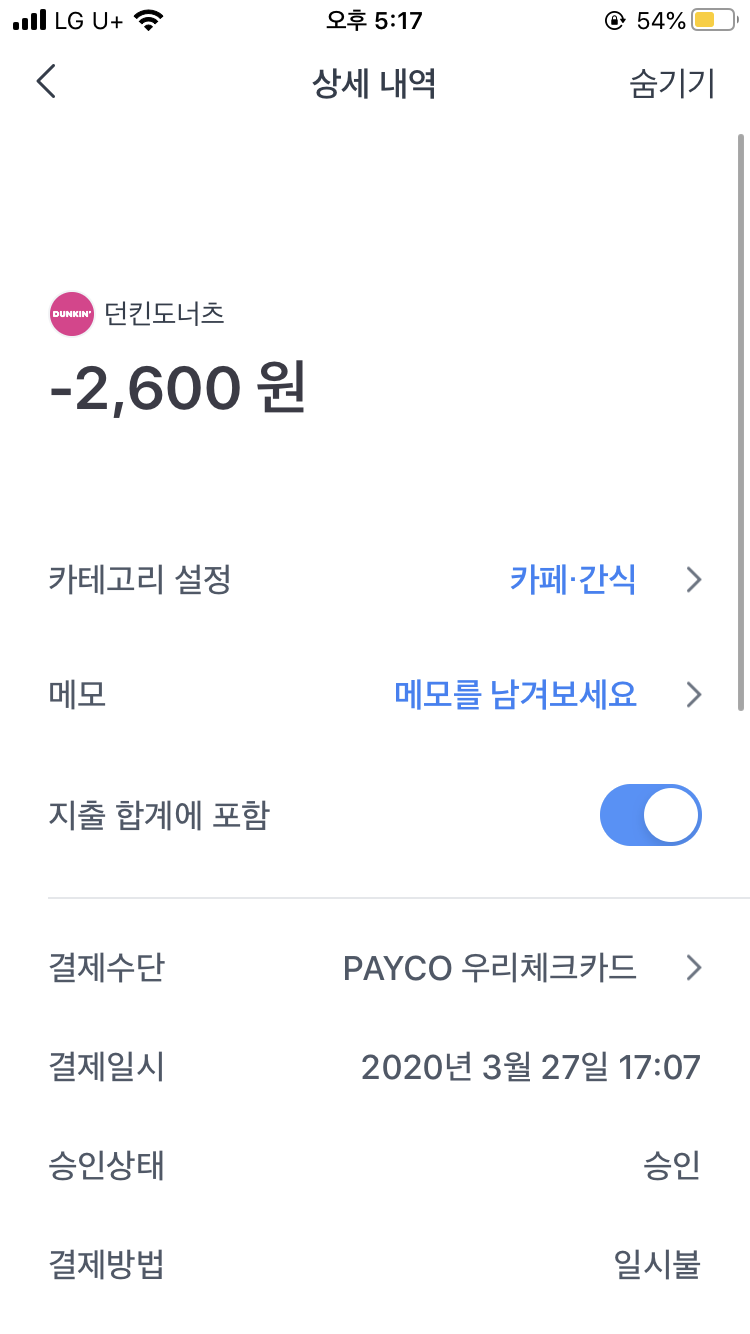 LG U+ 오후 5:17 54%
상세 내역 숨기기
DUNKIN' 던킨도너츠
-2,600 원
카테고리 설정 카페·간식
메모 메모를 남겨보세요
지출 합계에 포함
결제수단 PAYCO 우리체크카드
결제일시 2020년 3월 27일 17:07
승인상태 승인
결제방법 일시불